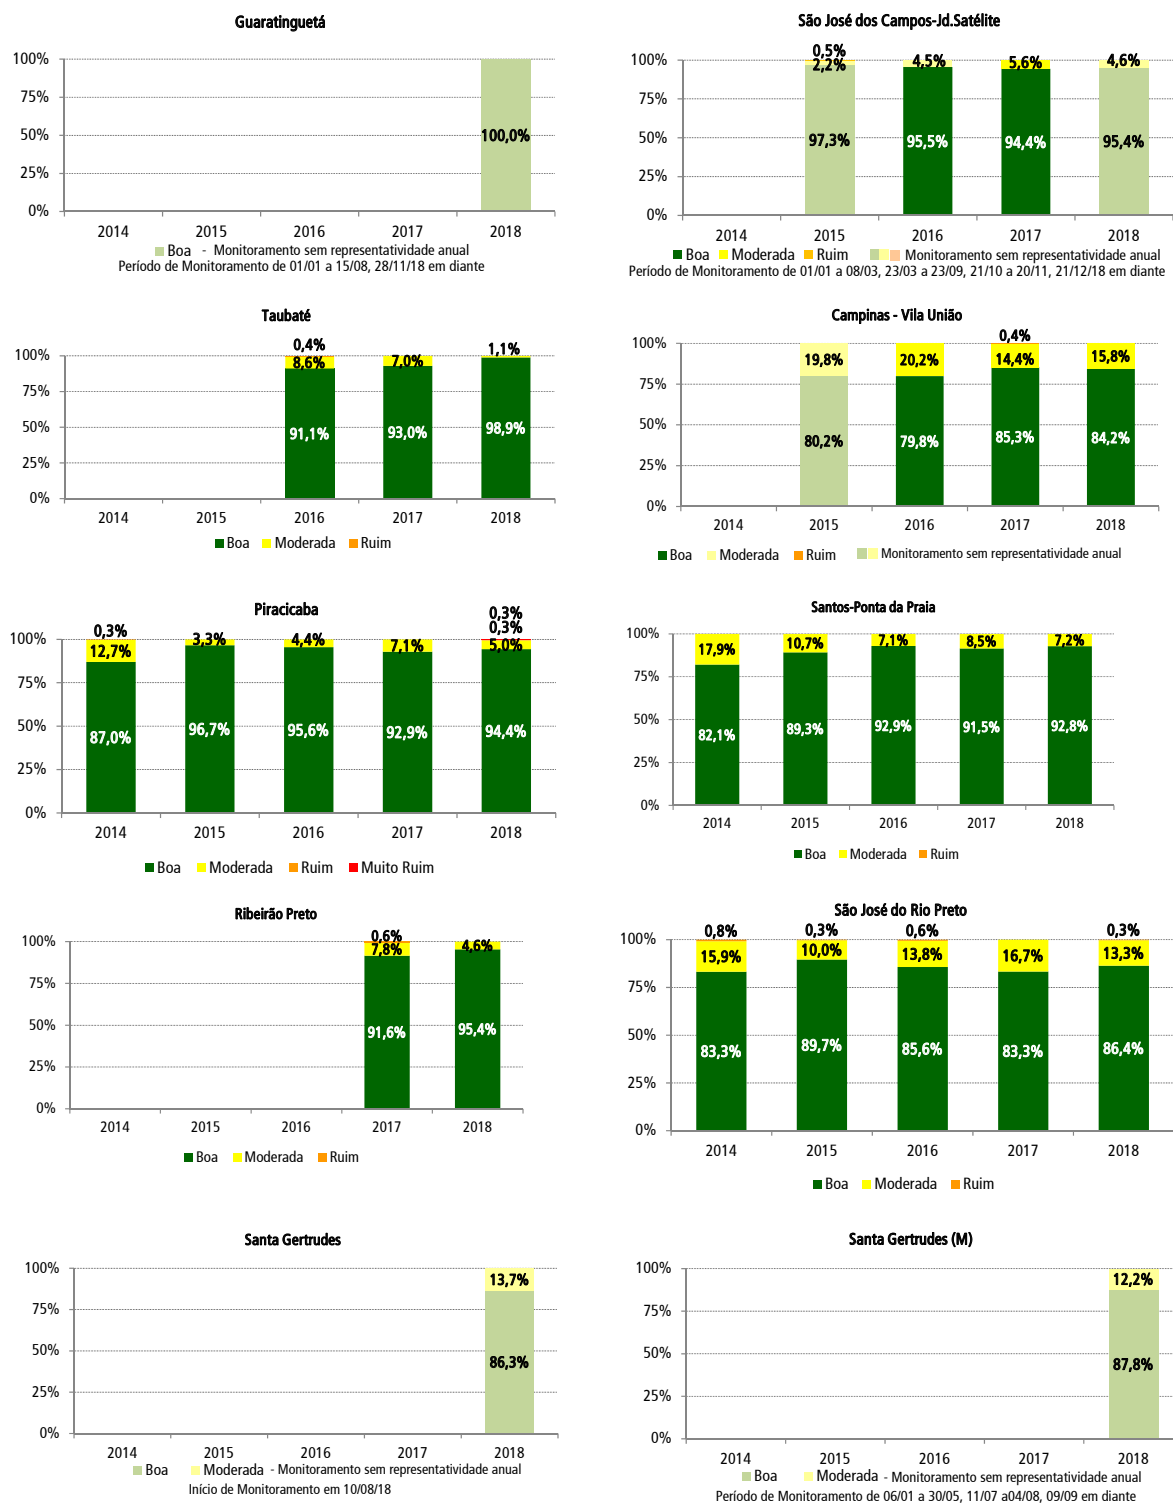 Guaratinguetá
100%
75%
50%
25%
0%
100,0%
2014 2015 2016 2017 2018
Boa - Monitoramento sem representatividade anual
Período de Monitoramento de 01/01 a 15/08, 28/11/18 em diante
São José dos Campos-Jd.Satélite
100%
75%
50%
25%
0%
0,5%
2,2% 4,5% 5,6% 4,6%
97,3% 95,5% 94,4% 95,4%
2014 2015 2016 2017 2018
Boa Moderada Ruim Monitoramento sem representatividade anual
Período de Monitoramento de 01/01 a 08/03, 23/03 a 23/09, 21/10 a 20/11, 21/12/18 em diante
Taubaté
100%
75%
50%
25%
0%
0,4% 1,1%
8,6% 7,0%
91,1% 93,0% 98,9%
2014 2015 2016 2017 2018
Boa Moderada Ruim
Campinas - Vila União
100%
75%
50%
25%
0%
0,4%
19,8% 20,2% 14,4% 15,8%
80,2% 79,8% 85,3% 84,2%
2014 2015 2016 2017 2018
Boa Moderada Ruim Monitoramento sem representatividade anual
Piracicaba
100%
75%
50%
25%
0%
0,3%
0,3% 0,3%
12,7% 3,3% 4,4% 7,1% 5,0%
87,0% 96,7% 95,6% 92,9% 94,4%
2014 2015 2016 2017 2018
Boa Moderada Ruim Muito Ruim
Santos-Ponta da Praia
100%
75%
50%
25%
0%
17,9% 10,7% 7,1% 8,5% 7,2%
82,1% 89,3% 92,9% 91,5% 92,8%
2014 2015 2016 2017 2018
Boa Moderada Ruim
Ribeirão Preto
100%
75%
50%
25%
0%
0,6%
7,8% 4,6%
91,6% 95,4%
2014 2015 2016 2017 2018
Boa Moderada Ruim
São José do Rio Preto
100%
75%
50%
25%
0%
0,8% 0,3% 0,6% 0,3%
15,9% 10,0% 13,8% 16,7% 13,3%
83,3% 89,7% 85,6% 83,3% 86,4%
2014 2015 2016 2017 2018
Boa Moderada Ruim
Santa Gertrudes
100%
75%
50%
25%
0%
13,7%
86,3%
2014 2015 2016 2017 2018
Boa Moderada - Monitoramento sem representatividade anual
Início de Monitoramento em 10/08/18
Santa Gertrudes (M)
100%
75%
50%
25%
0%
12,2%
87,8%
2014 2015 2016 2017 2018
Boa Moderada - Monitoramento sem representatividade anual
Período de Monitoramento de 06/01 a 30/05, 11/07 a04/08, 09/09 em diante